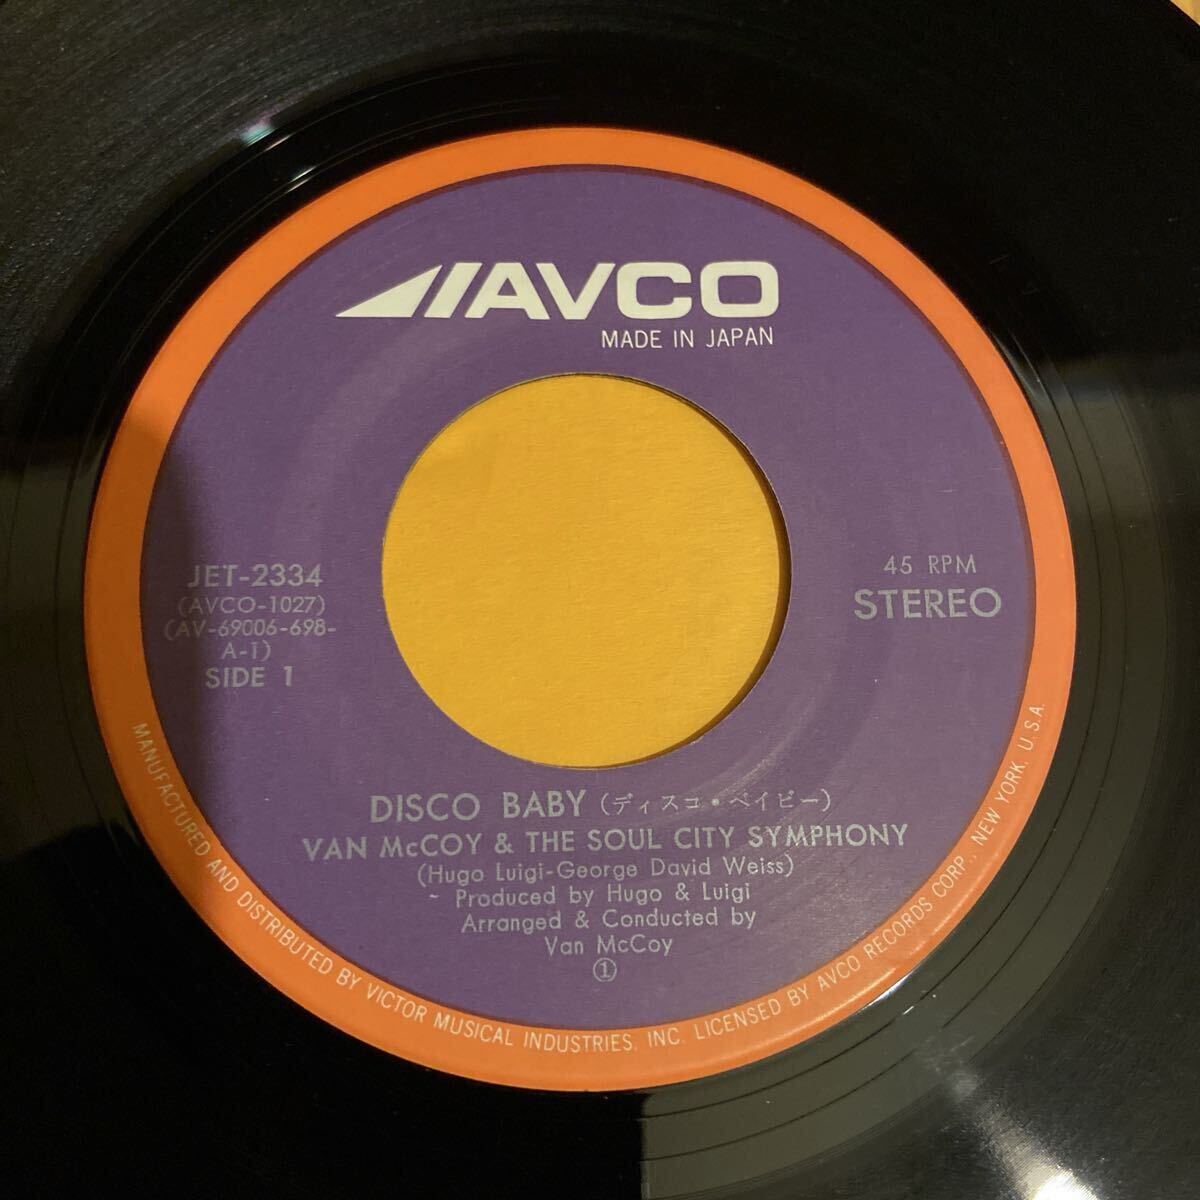 AVCO
MADE IN JAPAN
JET-2334
(AVCO-1027)
(AV-69006-698-
A-1)
SIDE 1
45 RPM
STEREO
DISCO BABY (ディスコ・ベイビー)
VAN McCOY & THE SOUL CITY SYMPHONY
(Hugo Luigi-George David Weiss)
Produced by Hugo & Luigi
Arranged & Conducted by
Van McCoy
①
MANUFACTURED AND DISTRIBUTED BY VICTOR MUSICAL INDUSTRIES, INC. LICENSED BY AVCO RECORDS CORP., NEW YORK, U.S.A.